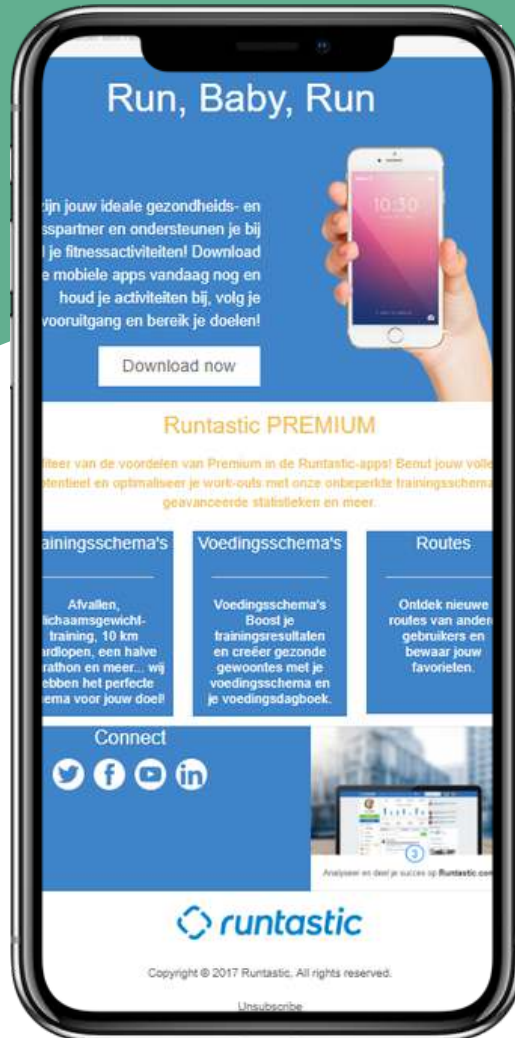 Run, Baby, Run
zijn jouw ideale gezondheids- en
sspartner en ondersteunen je bij
l je fitnessactiviteiten! Download
e mobiele apps vandaag nog en
houd je activiteiten bij, volg je
vooruitgang en bereik je doelen!
10:30
Download now
Runtastic PREMIUM
fiteer van de voordelen van Premium in de Runtastic-apps! Benut jouw volle
otentieel en optimaliseer je work-outs met onze onbeperkte trainingsschema
geavanceerde statistieken en meer.
ainingsschema's
Afvallen,
lichaamsgewicht-
training, 10 km
ardlopen, een halve
rathon en meer... wij
ebben het perfecte
ema voor jouw doel!
Voedingsschema's
Voedingsschema's
Boost je
trainingsresultaten
en creëer gezonde
gewoontes met je
voedingsschema en
je voedingsdagboek.
Routes
Ontdek nieuwe
routes van ander
gebruikers en
bewaar jouw
favorieten.
Connect
3
Analyseer en deel je succes op Runtastic.com
runtastic
Copyright © 2017 Runtastic. All rights reserved.
Unsubscribe